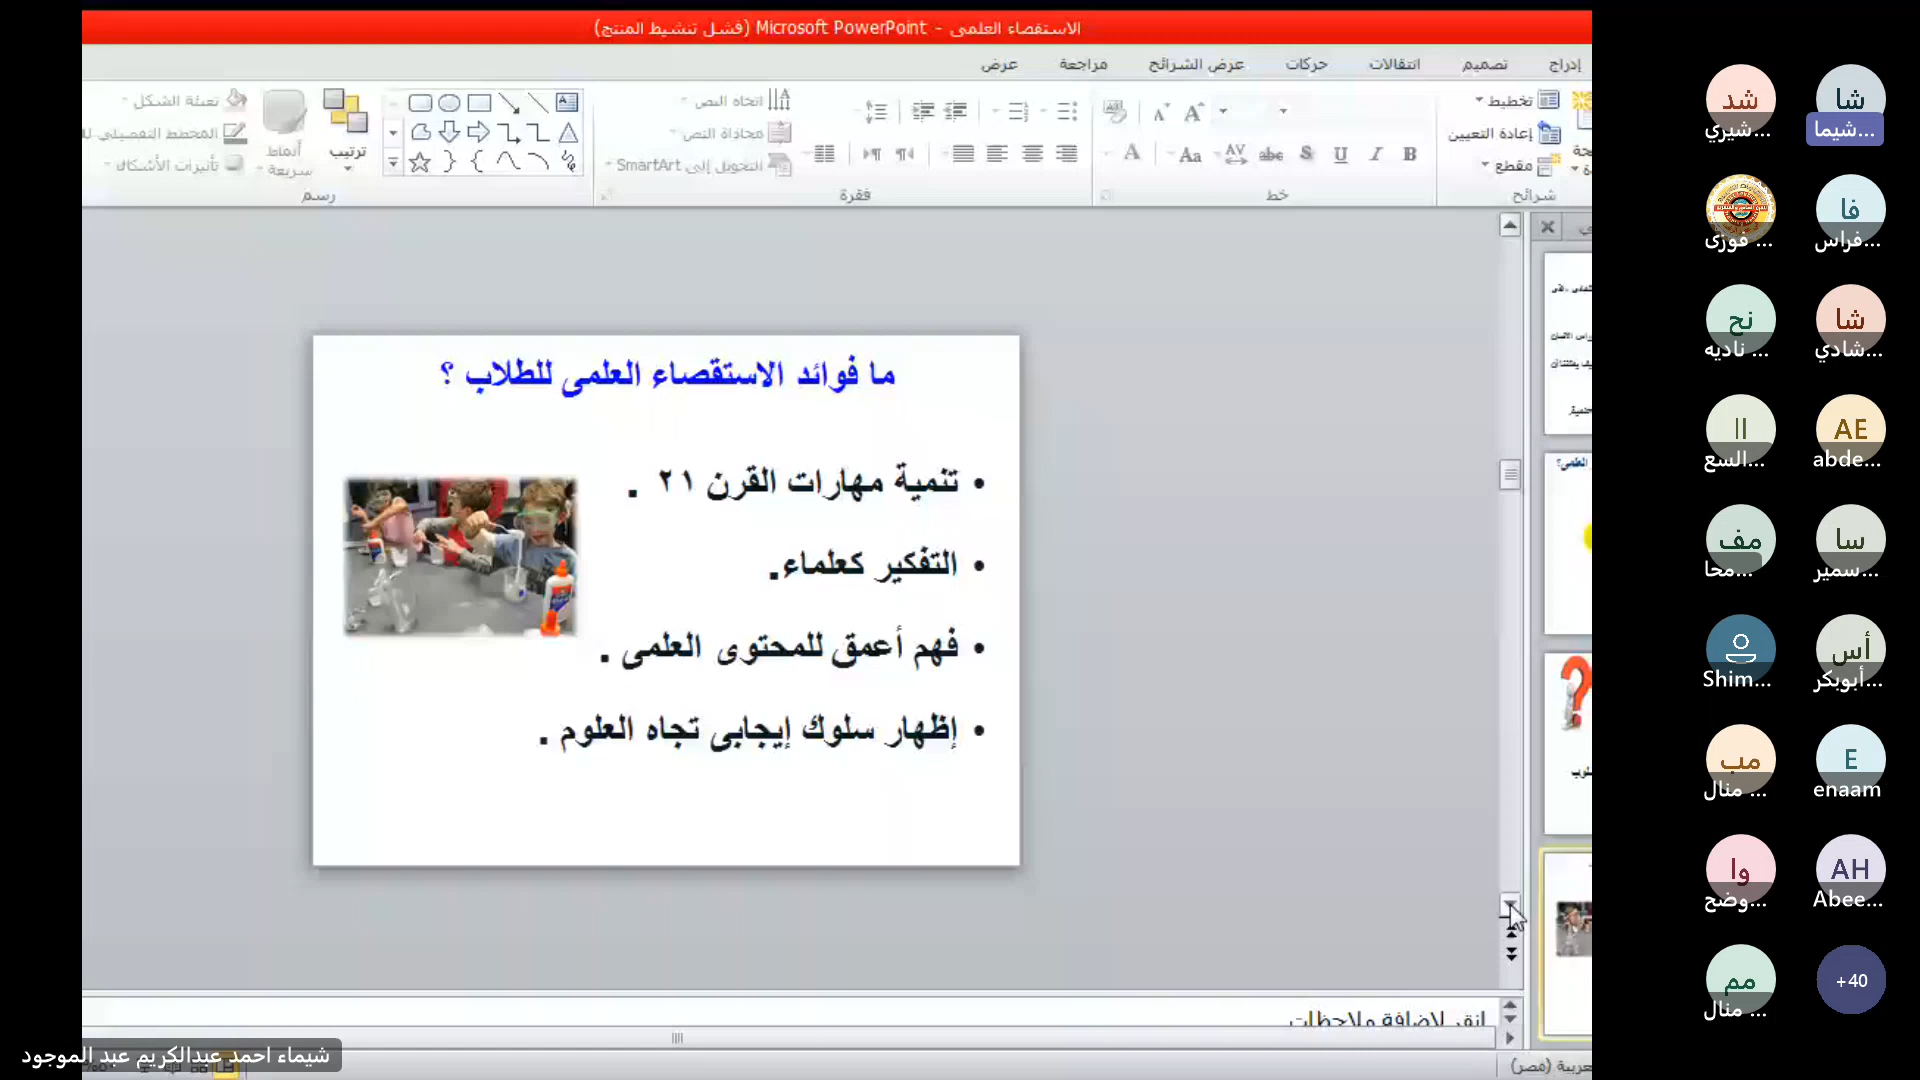 الاستقصاء العلمى - Microsoft PowerPoint (فشل تنشيط المنتج)
إدراج تصميم انتقالات حركات عرض الشرائح مراجعة عرض
تخطيط
إعادة التعيين
مقطع
شرائح
خط
اتجاه النص
محاذاة النص
التحويل إلى SmartArt
فقرة
ترتيب
أنماط سريعة
تعبئة الشكل
المخطط التفصيلي
تأثيرات الأشكال
رسم
ما فوائد الاستقصاء العلمى للطلاب ؟
• تنمية مهارات القرن ٢١ .
• التفكير كعلماء.
• فهم أعمق للمحتوى العلمى .
• إظهار سلوك إيجابى تجاه العلوم .
انقر لإضافة ملاحظات
(مصر)
شيماء احمد عبدالكريم عبد الموجود
شا
شيما...
شد
شيري...
فا
فراس...
فوزى ...
شا
شادي...
نح
ناديه ...
AE
abde...
اا
السع...
سا
سمير...
مف
محا...
أس
أبوبكر...
Shim...
E
enaam
مب
منال ...
AH
Abee...
وا
وضح...
+40
مم
منال ...